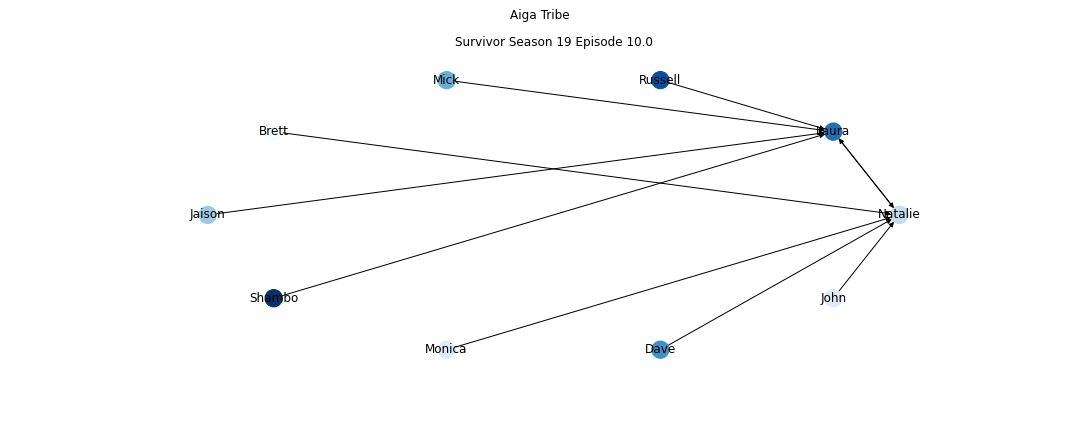 Aiga Tribe
Survivor Season 19 Episode 10.0
Mick
Russell
Brett
Laura
Jaison
Natalie
Shambo
John
Monica
Dave